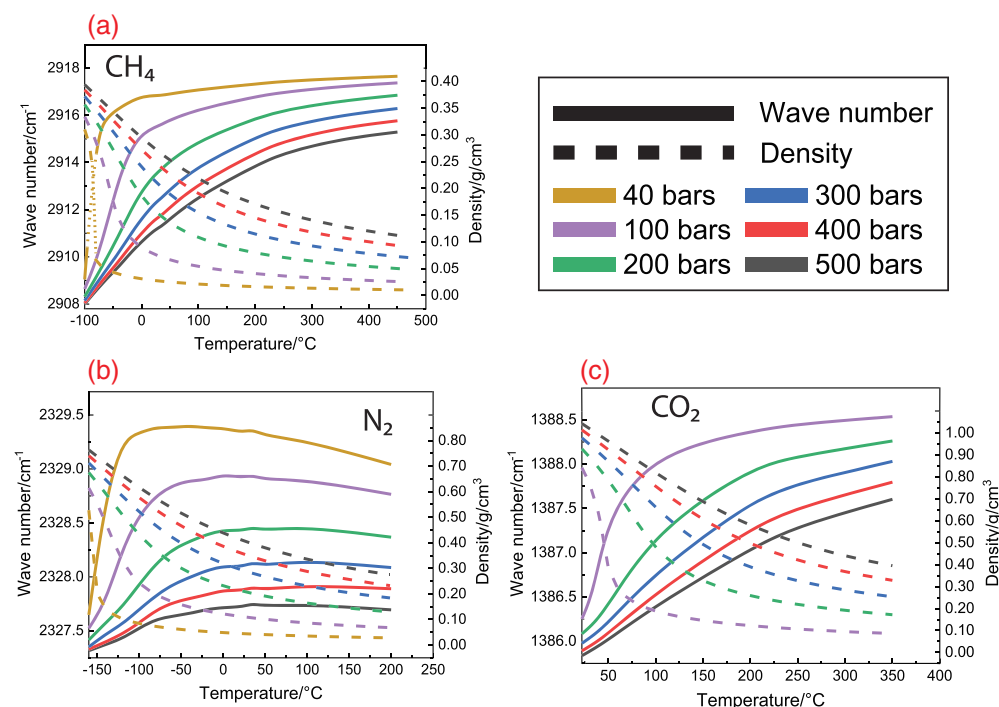 (a)
CH₄
2918
2916
2914
2912
2910
2908
Wave number/cm⁻¹
0.40
0.35
0.30
0.25
0.20
0.15
0.10
0.05
0.00
Density/g/cm³
-100 0 100 200 300 400 500
Temperature/°C
Wave number
Density
40 bars 300 bars
100 bars 400 bars
200 bars 500 bars
(b)
N₂
2329.5
2329.0
2328.5
2328.0
2327.5
Wave number/cm⁻¹
0.80
0.70
0.60
0.50
0.40
0.30
0.20
0.10
0.00
Density/g/cm³
-150 -100 -50 0 50 100 150 200 250
Temperature/°C
(c)
CO₂
1388.5
1388.0
1387.5
1387.0
1386.5
1386.0
Wave number/cm⁻¹
1.00
0.90
0.80
0.70
0.60
0.50
0.40
0.30
0.20
0.10
0.00
Density/g/cm³
50 100 150 200 250 300 350 400
Temperature/°C